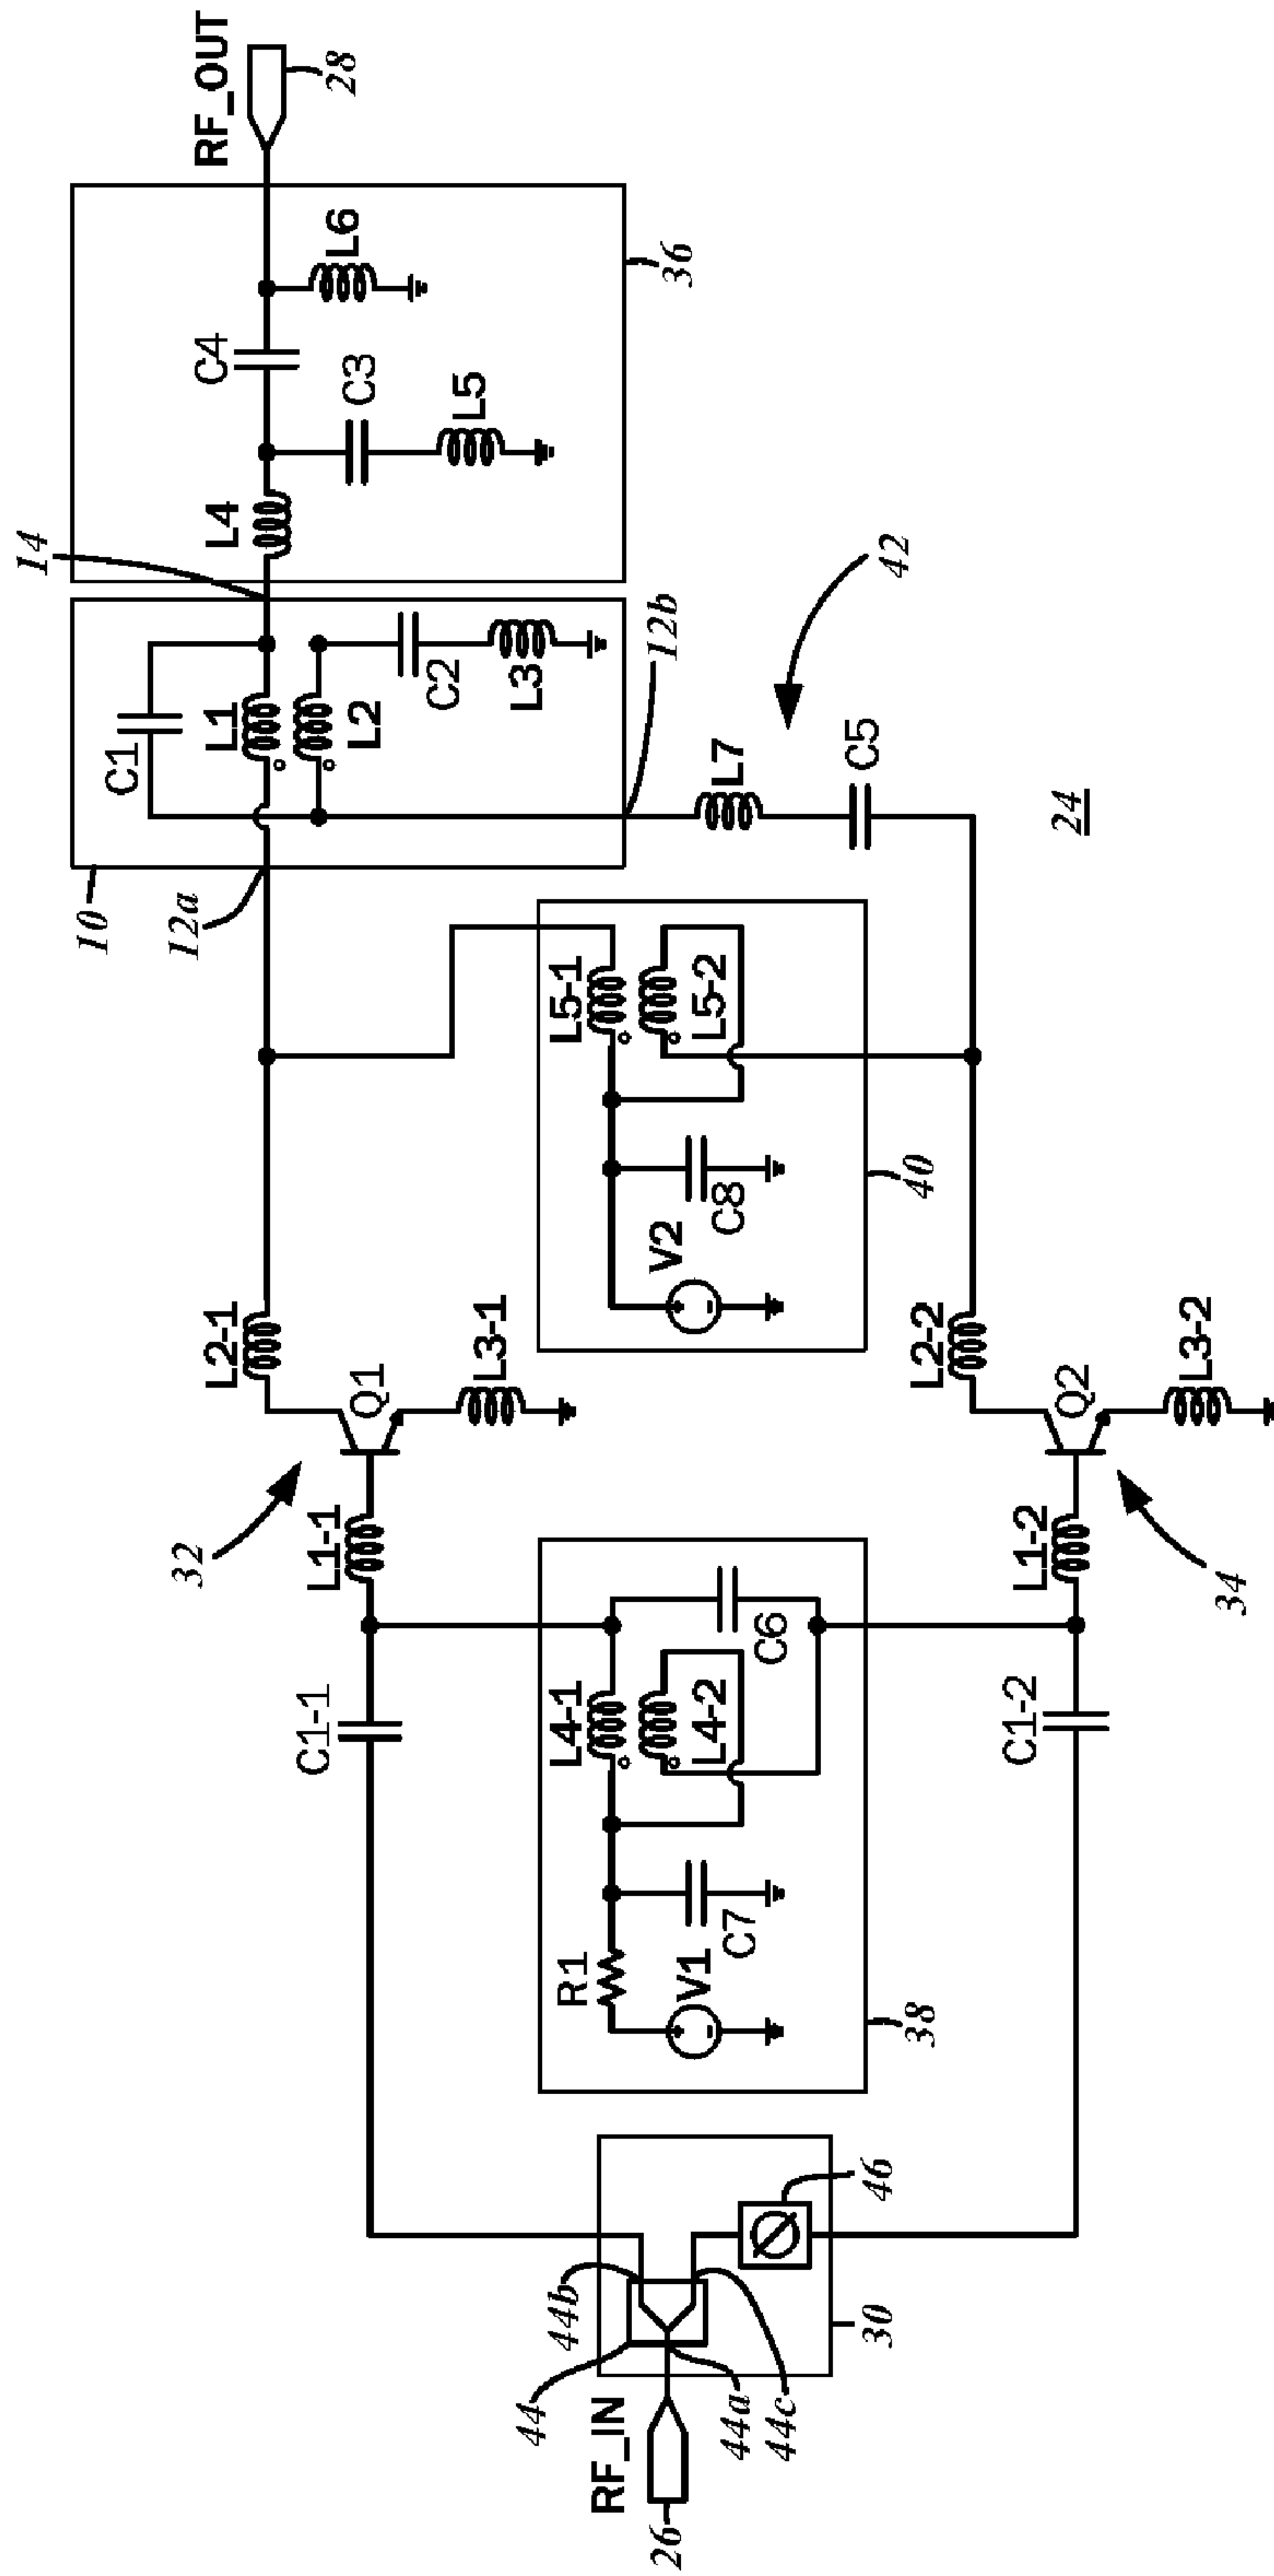 RF_IN
26
44
44a
44b
44c
46
30
C1-1
C1-2
R1
V1
C7
L4-1
L4-2
C6
38
32
L1-1
L1-2
34
Q1
Q2
L2-1
L2-2
L3-1
L3-2
V2
C8
L5-1
L5-2
40
10
12a
12b
14
C1
L1
L2
C2
L3
L7
C5
42
24
L4
C3
L5
C4
L6
36
RF_OUT
28